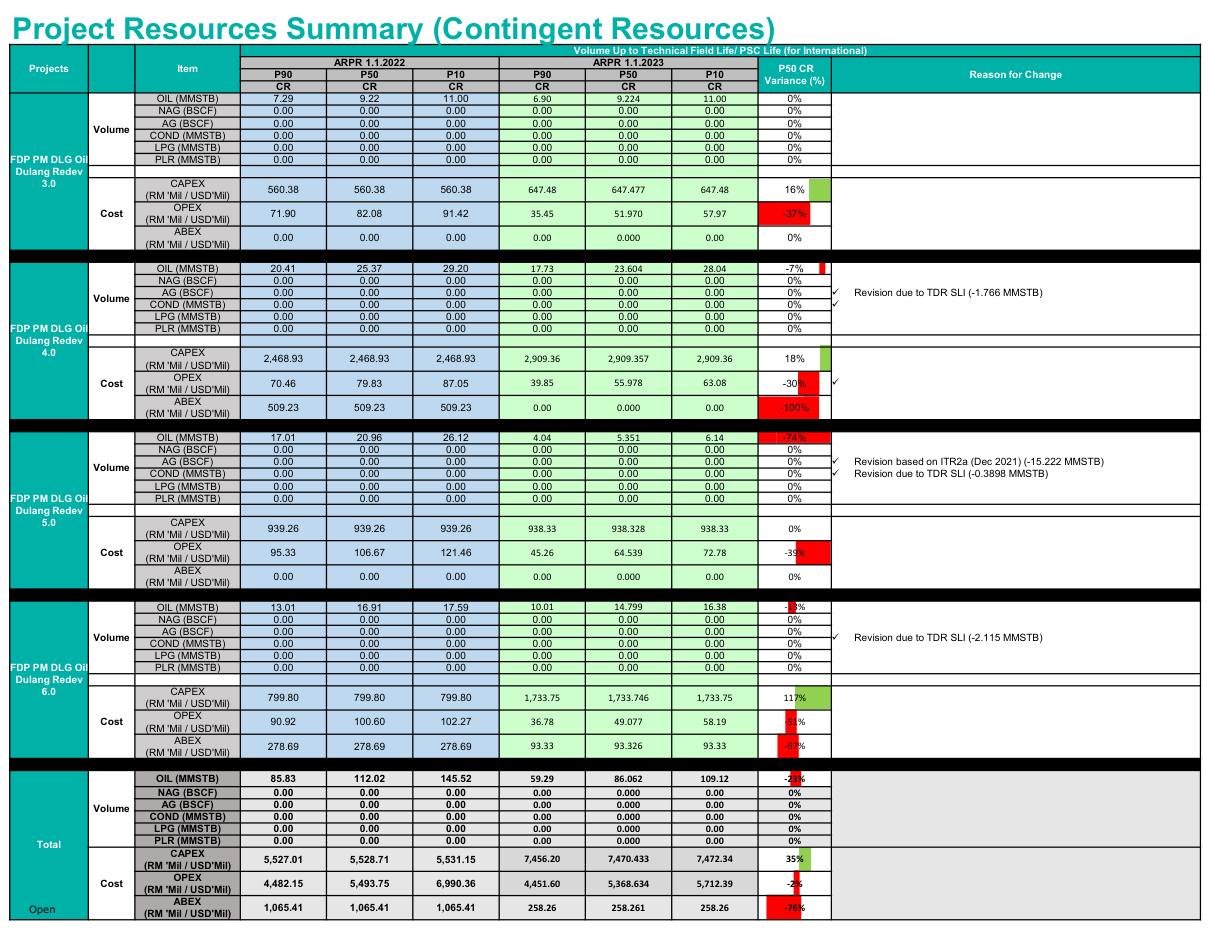 Project Resources Summary (Contingent Resources)
Projects Item Volume Up to Technical Field Life/ PSC Life (for International)
ARPR 1.1.2022 ARPR 1.1.2023 P50 CR Variance (%) Reason for Change
P90 P50 P10 P90 P50 P10
CR CR CR CR CR CR
FDP PM DLG Oil Dulang Redev 3.0
Volume
OIL (MMSTB) 7.29 9.22 11.00 6.90 9.224 11.00 0%
NAG (BSCF) 0.00 0.00 0.00 0.00 0.00 0.00 0%
AG (BSCF) 0.00 0.00 0.00 0.00 0.00 0.00 0%
COND (MMSTB) 0.00 0.00 0.00 0.00 0.00 0.00 0%
LPG (MMSTB) 0.00 0.00 0.00 0.00 0.00 0.00 0%
PLR (MMSTB) 0.00 0.00 0.00 0.00 0.00 0.00 0%
Cost
CAPEX (RM 'Mil / USD'Mil) 560.38 560.38 560.38 647.48 647.477 647.48 16%
OPEX (RM 'Mil / USD'Mil) 71.90 82.08 91.42 35.45 51.970 57.97 -37%
ABEX (RM 'Mil / USD'Mil) 0.00 0.00 0.00 0.00 0.000 0.00 0%
FDP PM DLG Oil Dulang Redev 4.0
Volume
OIL (MMSTB) 20.41 25.37 29.20 17.73 23.604 28.04 -7%
NAG (BSCF) 0.00 0.00 0.00 0.00 0.00 0.00 0%
AG (BSCF) 0.00 0.00 0.00 0.00 0.00 0.00 0% ✓ Revision due to TDR SLI (-1.766 MMSTB)
COND (MMSTB) 0.00 0.00 0.00 0.00 0.00 0.00 0% ✓
LPG (MMSTB) 0.00 0.00 0.00 0.00 0.00 0.00 0%
PLR (MMSTB) 0.00 0.00 0.00 0.00 0.00 0.00 0%
Cost
CAPEX (RM 'Mil / USD'Mil) 2,468.93 2,468.93 2,468.93 2,909.36 2,909.357 2,909.36 18%
OPEX (RM 'Mil / USD'Mil) 70.46 79.83 87.05 39.85 55.978 63.08 -30% ✓
ABEX (RM 'Mil / USD'Mil) 509.23 509.23 509.23 0.00 0.000 0.00 -100%
FDP PM DLG Oil Dulang Redev 5.0
Volume
OIL (MMSTB) 17.01 20.96 26.12 4.04 5.351 6.14 -74%
NAG (BSCF) 0.00 0.00 0.00 0.00 0.00 0.00 0%
AG (BSCF) 0.00 0.00 0.00 0.00 0.00 0.00 0% ✓ Revision based on ITR2a (Dec 2021) (-15.222 MMSTB)
COND (MMSTB) 0.00 0.00 0.00 0.00 0.00 0.00 0% ✓ Revision due to TDR SLI (-0.3898 MMSTB)
LPG (MMSTB) 0.00 0.00 0.00 0.00 0.00 0.00 0%
PLR (MMSTB) 0.00 0.00 0.00 0.00 0.00 0.00 0%
Cost
CAPEX (RM 'Mil / USD'Mil) 939.26 939.26 939.26 938.33 938.328 938.33 0%
OPEX (RM 'Mil / USD'Mil) 95.33 106.67 121.46 45.26 64.539 72.78 -39%
ABEX (RM 'Mil / USD'Mil) 0.00 0.00 0.00 0.00 0.000 0.00 0%
FDP PM DLG Oil Dulang Redev 6.0
Volume
OIL (MMSTB) 13.01 16.91 17.59 10.01 14.799 16.38 -13%
NAG (BSCF) 0.00 0.00 0.00 0.00 0.00 0.00 0%
AG (BSCF) 0.00 0.00 0.00 0.00 0.00 0.00 0% ✓ Revision due to TDR SLI (-2.115 MMSTB)
COND (MMSTB) 0.00 0.00 0.00 0.00 0.00 0.00 0%
LPG (MMSTB) 0.00 0.00 0.00 0.00 0.00 0.00 0%
PLR (MMSTB) 0.00 0.00 0.00 0.00 0.00 0.00 0%
Cost
CAPEX (RM 'Mil / USD'Mil) 799.80 799.80 799.80 1,733.75 1,733.746 1,733.75 117%
OPEX (RM 'Mil / USD'Mil) 90.92 100.60 102.27 36.78 49.077 58.19 -51%
ABEX (RM 'Mil / USD'Mil) 278.69 278.69 278.69 93.33 93.326 93.33 -67%
Total
Volume
OIL (MMSTB) 85.83 112.02 145.52 59.29 86.062 109.12 -23%
NAG (BSCF) 0.00 0.00 0.00 0.00 0.000 0.00 0%
AG (BSCF) 0.00 0.00 0.00 0.00 0.000 0.00 0%
COND (MMSTB) 0.00 0.00 0.00 0.00 0.000 0.00 0%
LPG (MMSTB) 0.00 0.00 0.00 0.00 0.000 0.00 0%
PLR (MMSTB) 0.00 0.00 0.00 0.00 0.000 0.00 0%
Cost
CAPEX (RM 'Mil / USD'Mil) 5,527.01 5,528.71 5,531.15 7,456.20 7,470.433 7,472.34 35%
OPEX (RM 'Mil / USD'Mil) 4,482.15 5,493.75 6,990.36 4,451.60 5,368.634 5,712.39 -2%
ABEX (RM 'Mil / USD'Mil) 1,065.41 1,065.41 1,065.41 258.26 258.261 258.26 -76%
Open